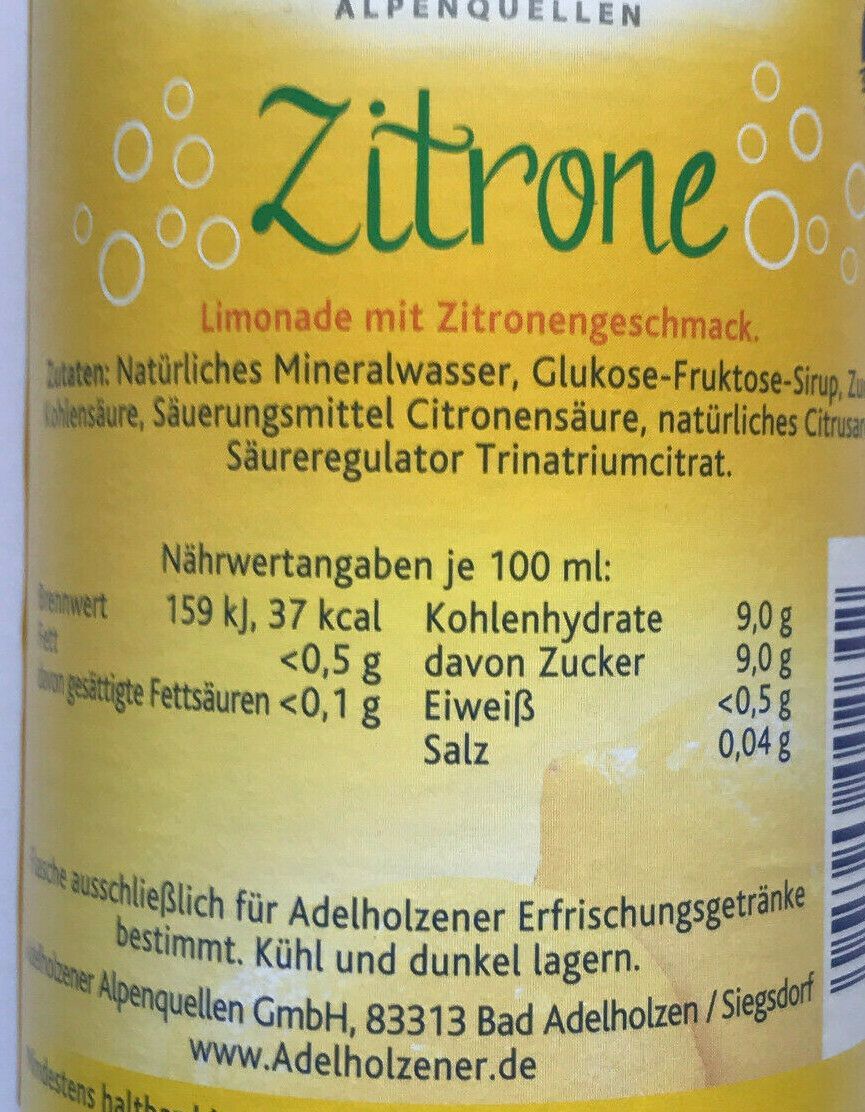 ALPENQUELLEN
Zitrone
Limonade mit Zitronengeschmack.
Zutaten: Natürliches Mineralwasser, Glukose-Fruktose-Sirup,
Kohlensäure, Säuerungsmittel Citronensäure, natürliches
Säureregulator Trinatriumcitrat.
Nährwertangaben je 100 ml:
Brennwert 159 kJ, 37 kcal Kohlenhydrate 9,0 g
Fett <0,5 g davon Zucker 9,0 g
davon gesättigte Fettsäuren <0,1 g Eiweiß <0,5 g
Salz 0,04 g
Flasche ausschließlich für Adelholzener Erfrischungsgetränke
bestimmt. Kühl und dunkel lagern.
Adelholzener Alpenquellen GmbH, 83313 Bad Adelholzen / Siegsdorf
www.Adelholzener.de
Mindestens